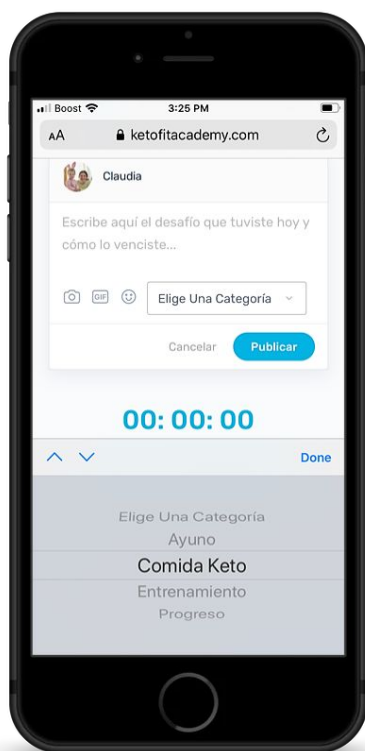 Boost
3:25 PM
AA ketofitacademy.com
Claudia
Escribe aquí el desafío que tuviste hoy y
cómo lo venciste...
GIF
Elige Una Categoría
Cancelar Publicar
00: 00: 00
Done
Elige Una Categoría
Ayuno
Comida Keto
Entrenamiento
Progreso